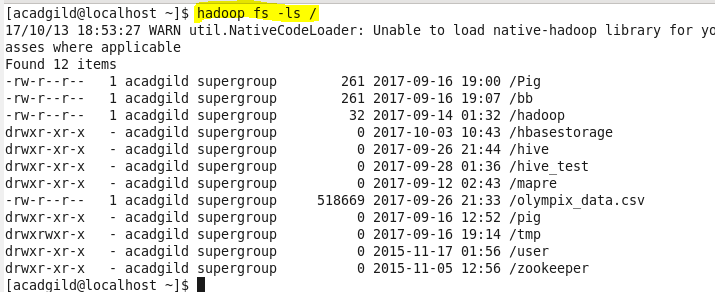 [acadgild@localhost ~]$ hadoop fs -ls /
17/10/13 18:53:27 WARN util.NativeCodeLoader: Unable to load native-hadoop library for yo
asses where applicable
Found 12 items
-rw-r--r--   1 acadgild supergroup        261 2017-09-16 19:00 /Pig
-rw-r--r--   1 acadgild supergroup        261 2017-09-16 19:07 /bb
-rw-r--r--   1 acadgild supergroup         32 2017-09-14 01:32 /hadoop
drwxr-xr-x   - acadgild supergroup          0 2017-10-03 10:43 /hbasestorage
drwxr-xr-x   - acadgild supergroup          0 2017-09-26 21:44 /hive
drwxr-xr-x   - acadgild supergroup          0 2017-09-28 01:36 /hive_test
drwxr-xr-x   - acadgild supergroup          0 2017-09-12 02:43 /mapre
-rw-r--r--   1 acadgild supergroup     518669 2017-09-26 21:33 /olympix_data.csv
drwxr-xr-x   - acadgild supergroup          0 2017-09-16 12:52 /pig
drwxrwxr-x   - acadgild supergroup          0 2017-09-16 19:14 /tmp
drwxr-xr-x   - acadgild supergroup          0 2015-11-17 01:56 /user
drwxr-xr-x   - acadgild supergroup          0 2015-11-05 12:56 /zookeeper
[acadgild@localhost ~]$